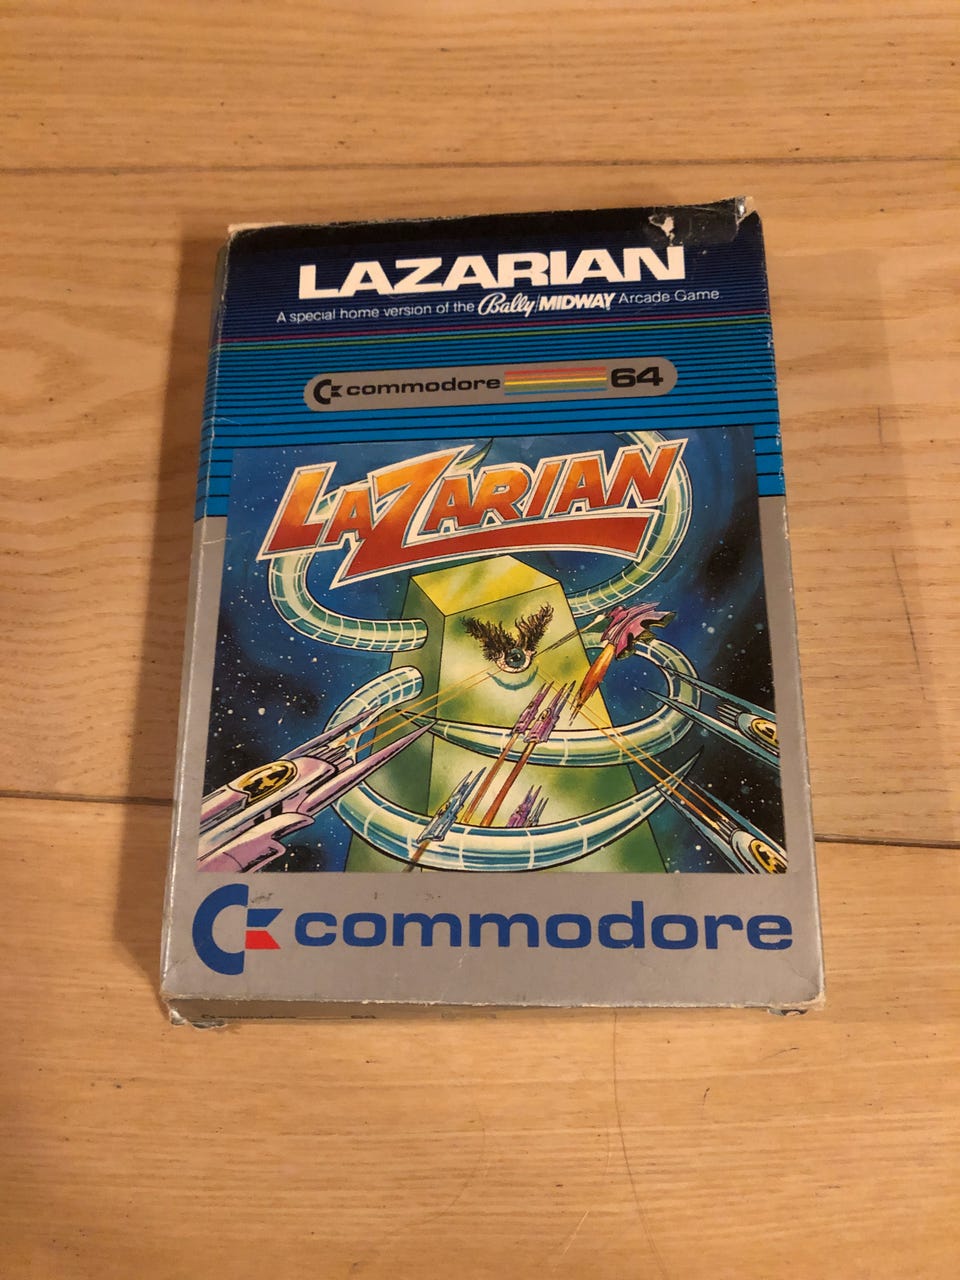 LAZARIAN
A special home version of the Bally MIDWAY Arcade Game
commodore 64
LAZARIAN
commodore